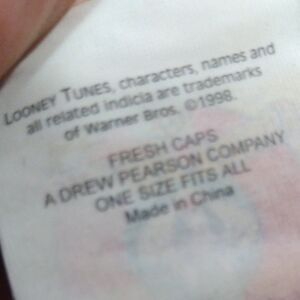 LOONEY TUNES, characters, names and
all related indicia are trademarks
of Warner Bros. ©1998.
FRESH CAPS
A DREW PEARSON COMPANY
ONE SIZE FITS ALL
Made in China